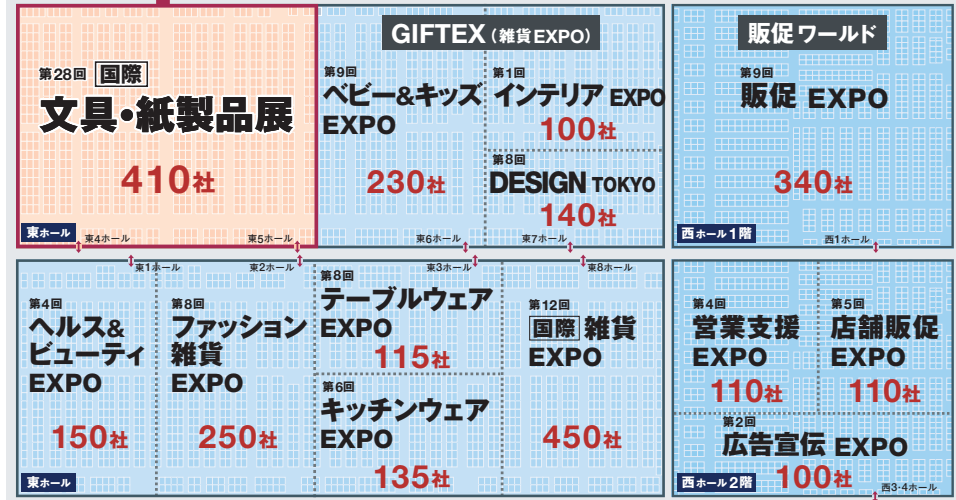 第28回 国際
文具・紙製品展
410社
東ホール
東4ホール
東5ホール
GIFTEX(雑貨EXPO)
第9回
ベビー&キッズ
EXPO
230社
東6ホール
第1回
インテリア EXPO
100社
第8回
DESIGN TOKYO
140社
東7ホール
販促ワールド
第9回
販促 EXPO
340社
西ホール1階
西1ホール
東1ホール
第4回
ヘルス&
ビューティ
EXPO
150社
東ホール
東2ホール
第8回
ファッション
雑貨
EXPO
250社
東3ホール
第8回
テーブルウェア
EXPO
115社
第6回
キッチンウェア
EXPO
135社
東8ホール
第12回
国際 雑貨
EXPO
450社
第4回
営業支援
EXPO
110社
第5回
店舗販促
EXPO
110社
第2回
広告宣伝 EXPO
100社
西ホール2階
西3・4ホール